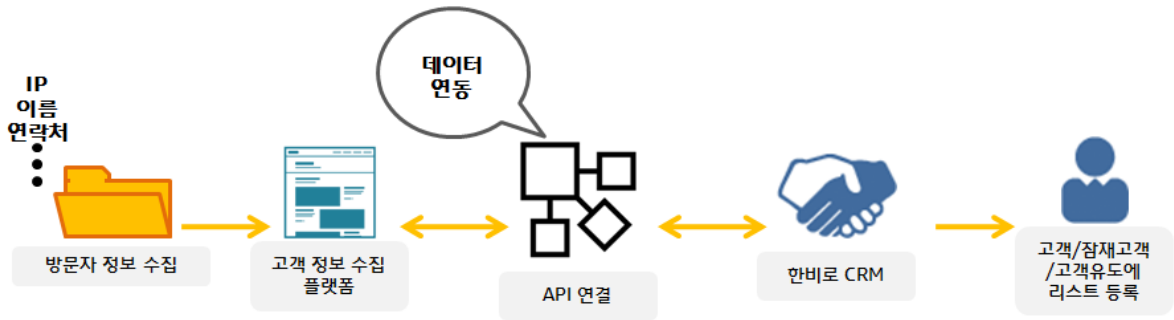 데이터
연동
IP
이름
연락처
방문자 정보 수집
고객 정보 수집
플랫폼
API 연결
한비로 CRM
고객/잠재고객
/고객유도에
리스트 등록